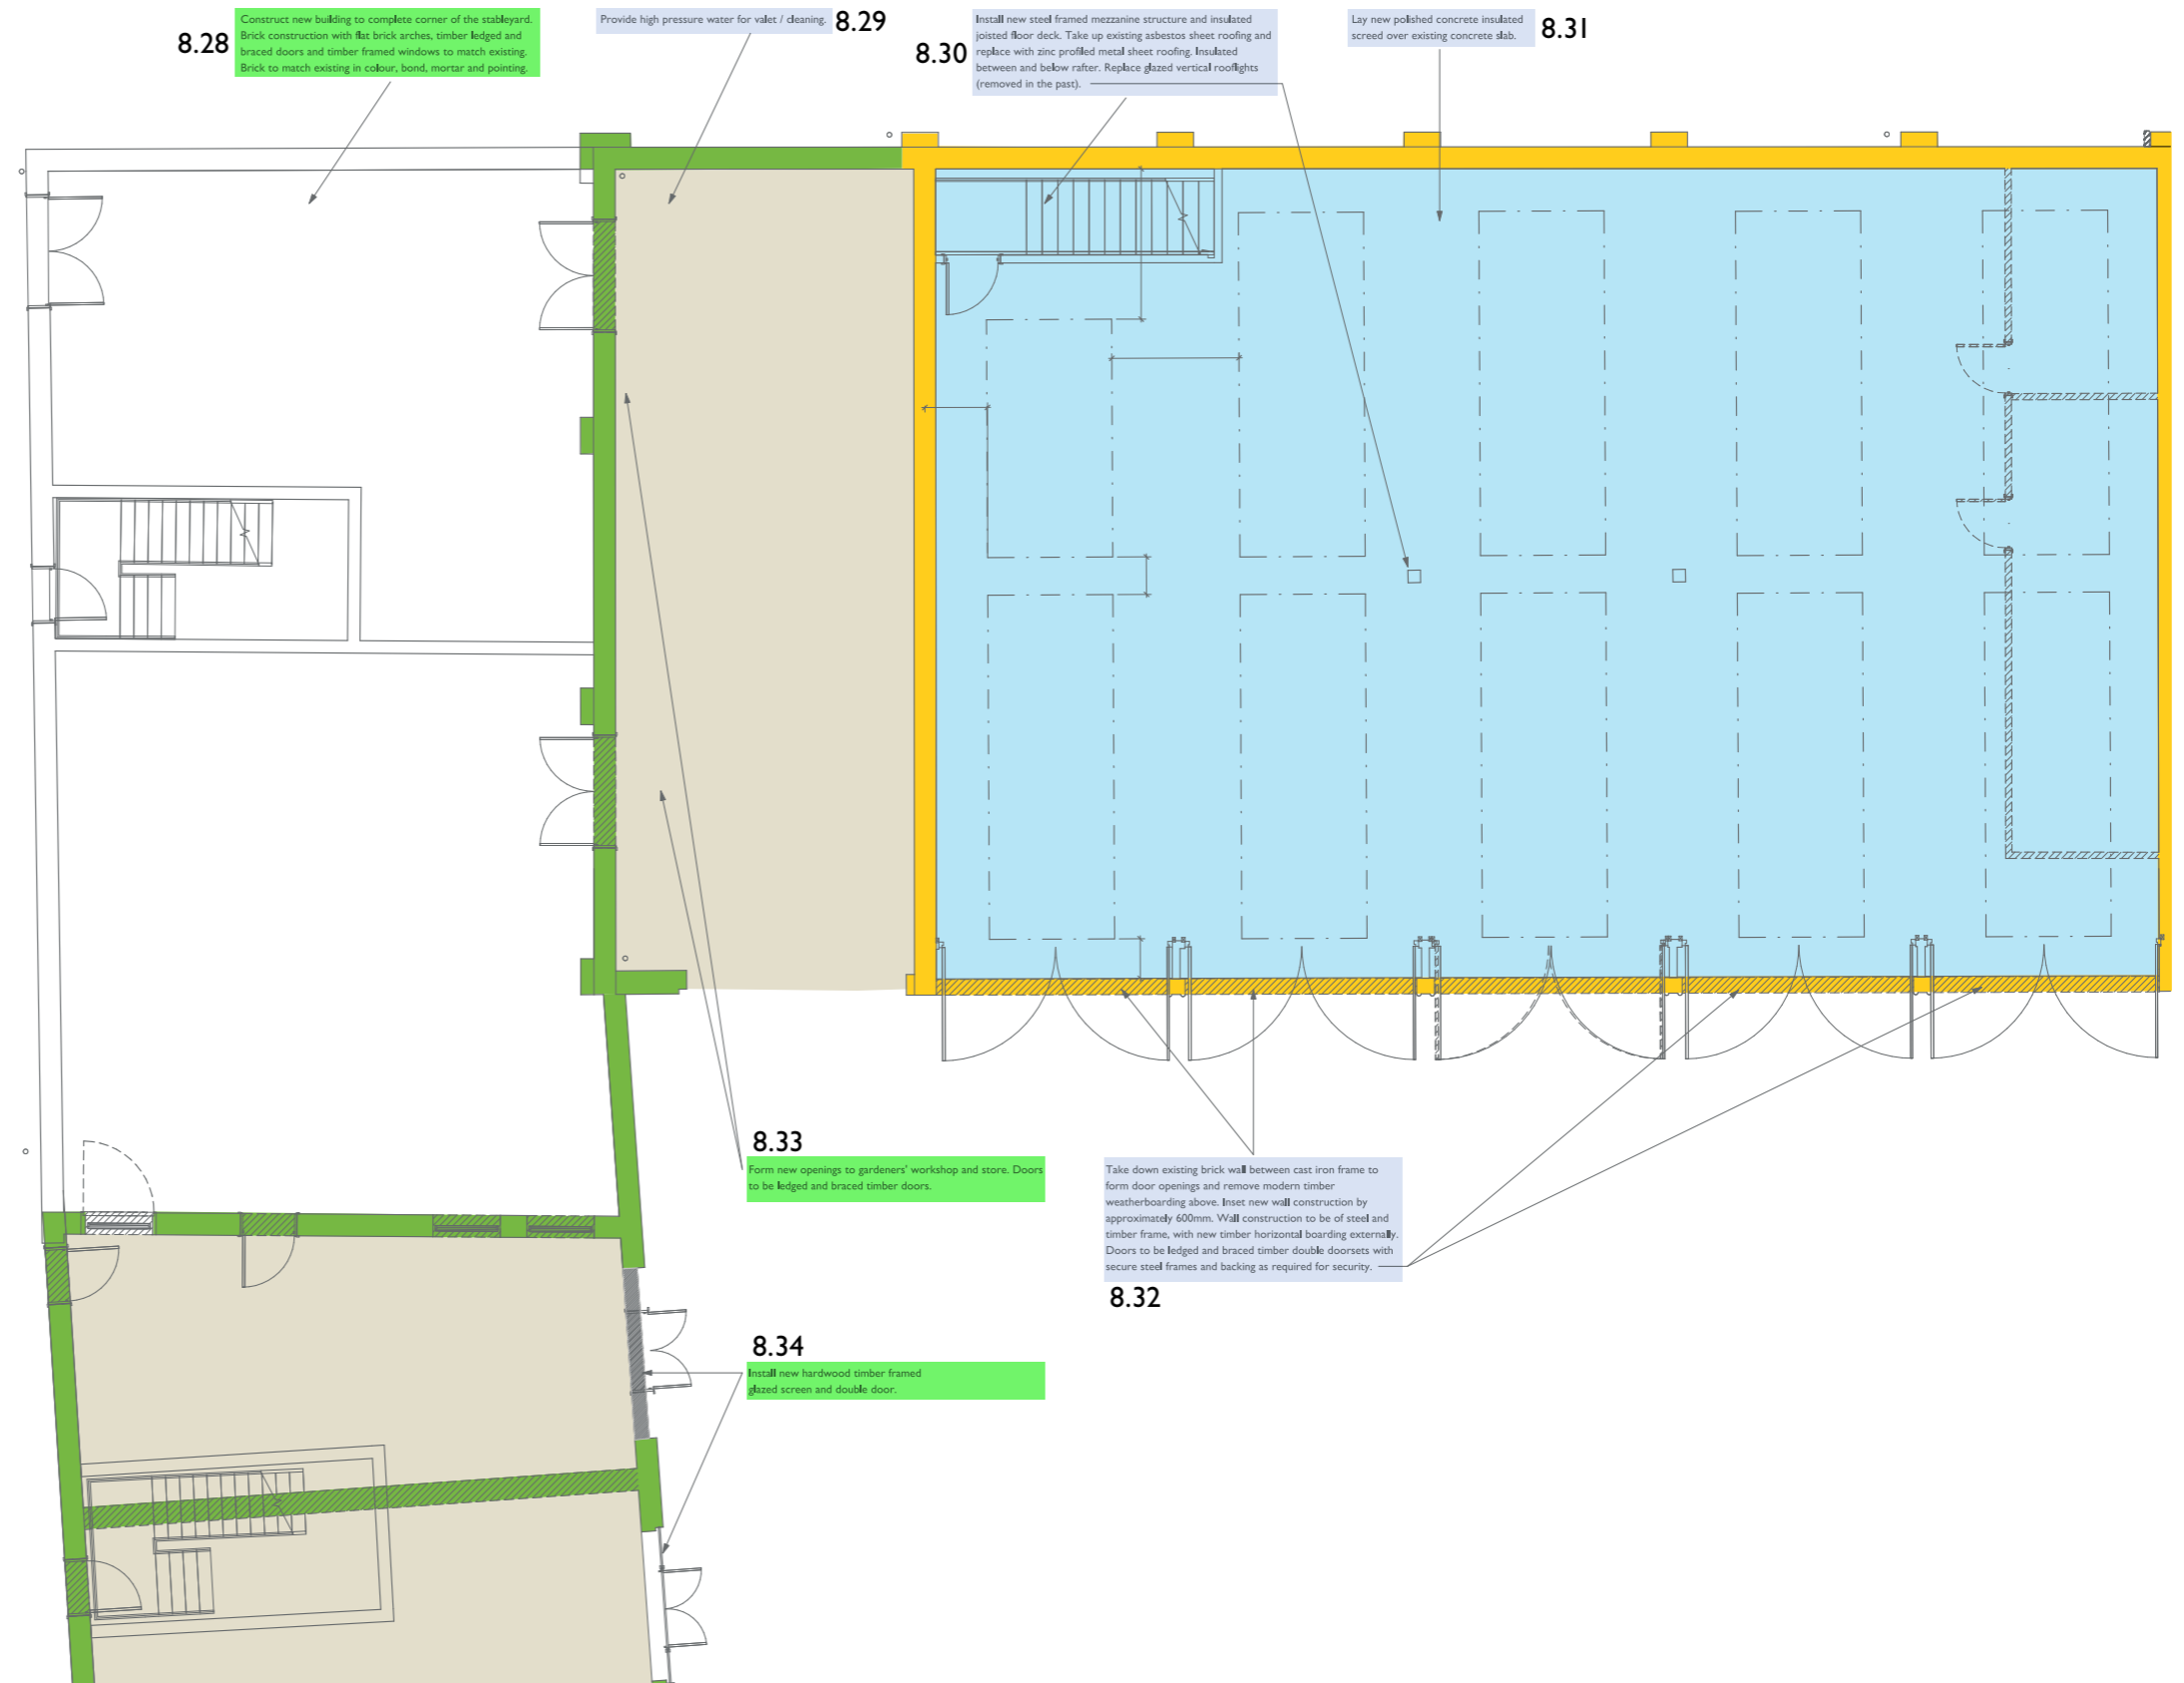 8.28
Construct new building to complete corner of the stableyard.
Brick construction with flat brick arches, timber ledged and
braced doors and timber framed windows to match existing.
Brick to match existing in colour, bond, mortar and pointing.
Provide high pressure water for valet / cleaning.
8.29
8.30
Install new steel framed mezzanine structure and insulated
joisted floor deck. Take up existing asbestos sheet roofing and
replace with zinc profiled metal sheet roofing. Insulated
between and below rafter. Replace glazed vertical rooflights
(removed in the past).
Lay new polished concrete insulated
screed over existing concrete slab.
8.31
8.33
Form new openings to gardeners' workshop and store. Doors
to be ledged and braced timber doors.
Take down existing brick wall between cast iron frame to
form door openings and remove modern timber
weatherboarding above. Inset new wall construction by
approximately 600mm. Wall construction to be of steel and
timber frame, with new timber horizontal boarding externally.
Doors to be ledged and braced timber double doorsets with
secure steel frames and backing as required for security.
8.32
8.34
Install new hardwood timber framed
glazed screen and double door.